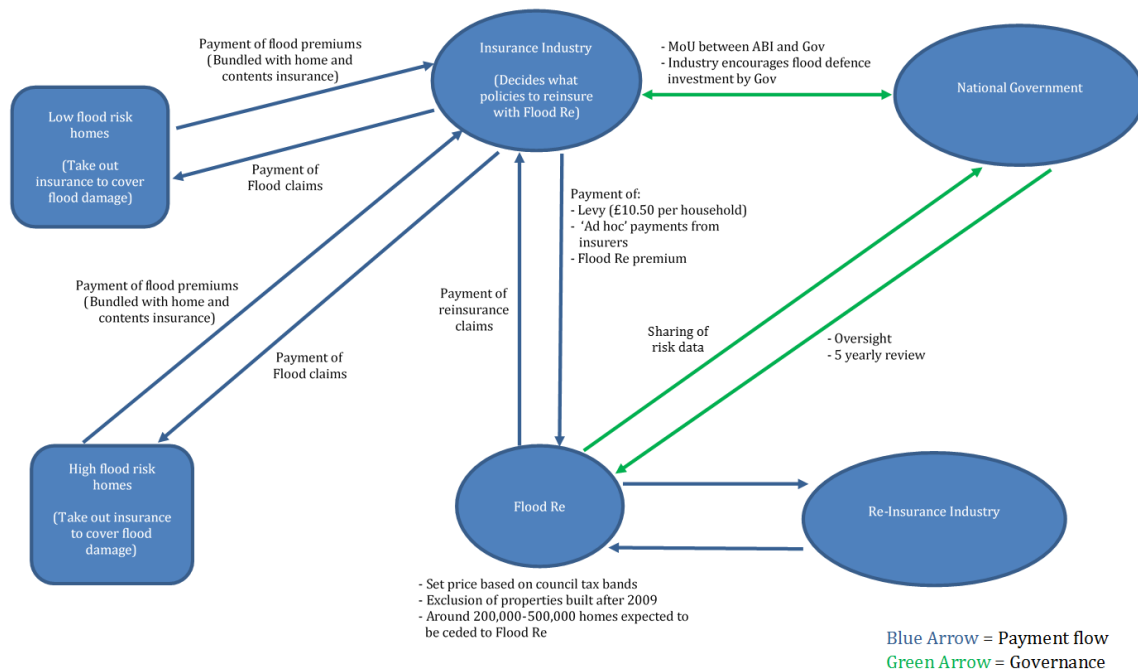 Payment of flood premiums
(Bundled with home and
contents insurance)
Insurance Industry
(Decides what
policies to reinsure
with Flood Re)
- MoU between ABI and Gov
- Industry encourages flood defence
investment by Gov
National Government
Low flood risk
homes
(Take out
insurance to cover
flood damage)
Payment of
Flood claims
Payment of:
- Levy (£10.50 per household)
- 'Ad hoc' payments from
insurers
- Flood Re premium
Payment of flood premiums
(Bundled with home and
contents insurance)
Payment of
reinsurance
claims
Sharing of
risk data
- Oversight
- 5 yearly review
Payment of
Flood claims
High flood risk
homes
(Take out insurance
to cover flood
damage)
Flood Re
Re-Insurance Industry
- Set price based on council tax bands
- Exclusion of properties built after 2009
- Around 200,000-500,000 homes expected to
be ceded to Flood Re
Blue Arrow = Payment flow
Green Arrow = Governance